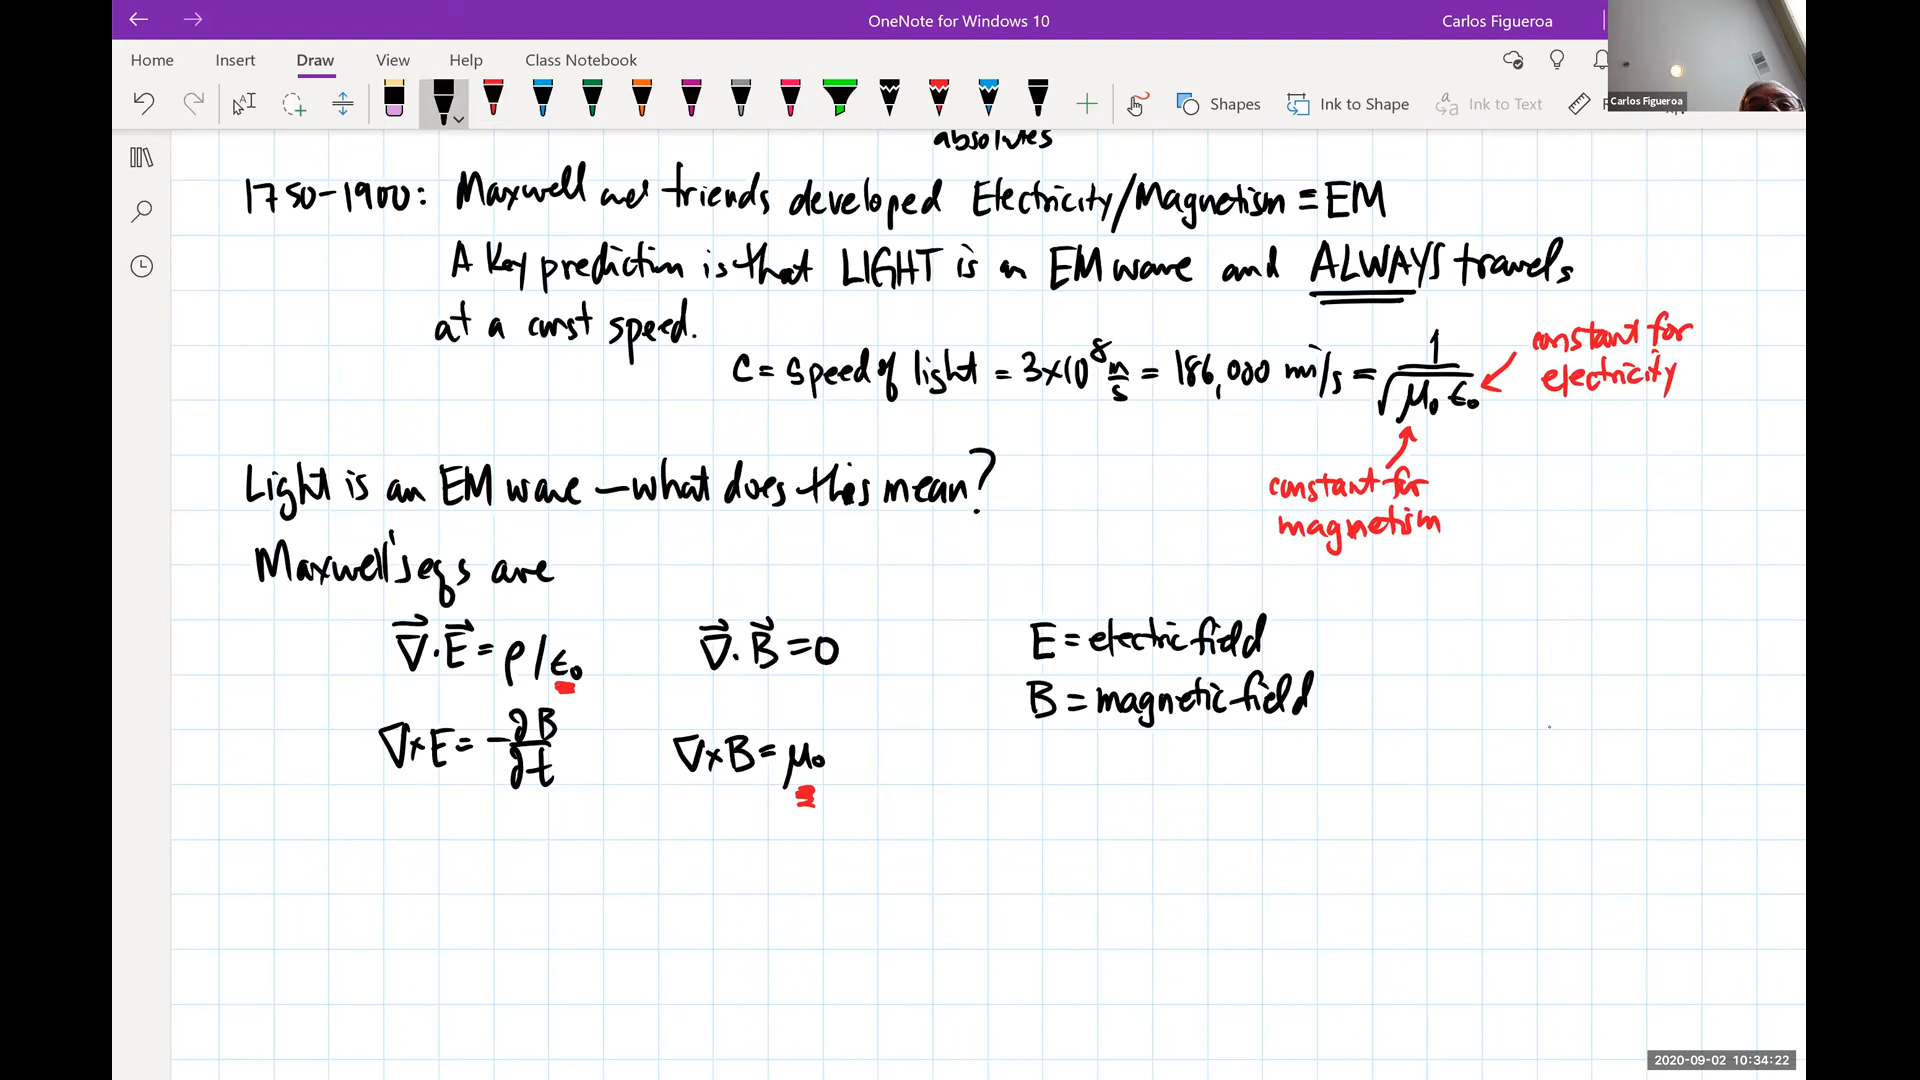 OneNote for Windows 10
Carlos Figueroa
Home Insert Draw View Help Class Notebook
Shapes Ink to Shape Ink to Text
Carlos Figueroa
absolutes
1750-1900: Maxwell and friends developed Electricity/Magnetism = EM
A key prediction is that LIGHT is an EM wave and ALWAYS travels
at a const speed.
constant for
electricity
C = speed of light = 3×10⁸ m/s = 186,000 mi/s = 1/√(μ₀ ε₀)
constant for
magnetism
Light is an EM wave – what does this mean?
Maxwell's eqs are
∇⃗·E⃗ = ρ/ε₀ ∇⃗·B⃗ = 0 E = electric field
B = magnetic field
∇×E = -∂B/∂t ∇×B = μ₀
2020-09-02 10:34:22